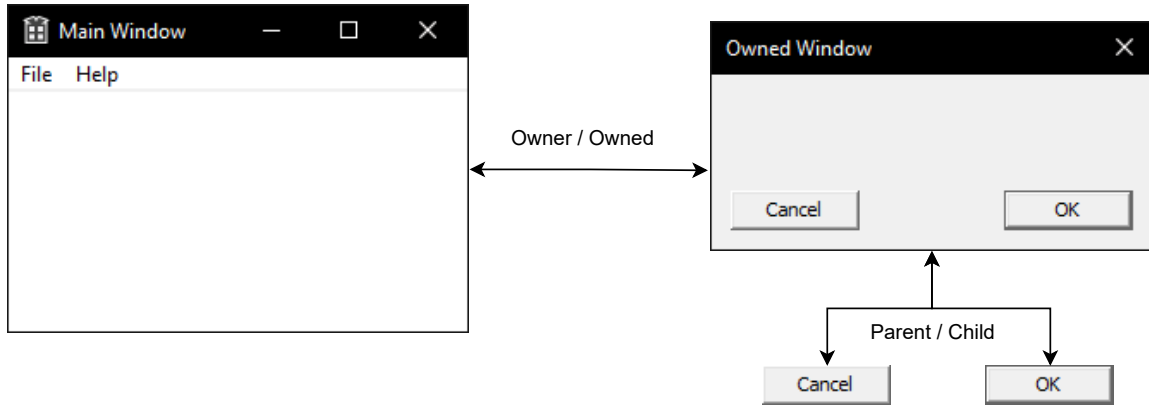 Main Window
File Help
Owner / Owned
Owned Window
Cancel OK
Parent / Child
Cancel OK